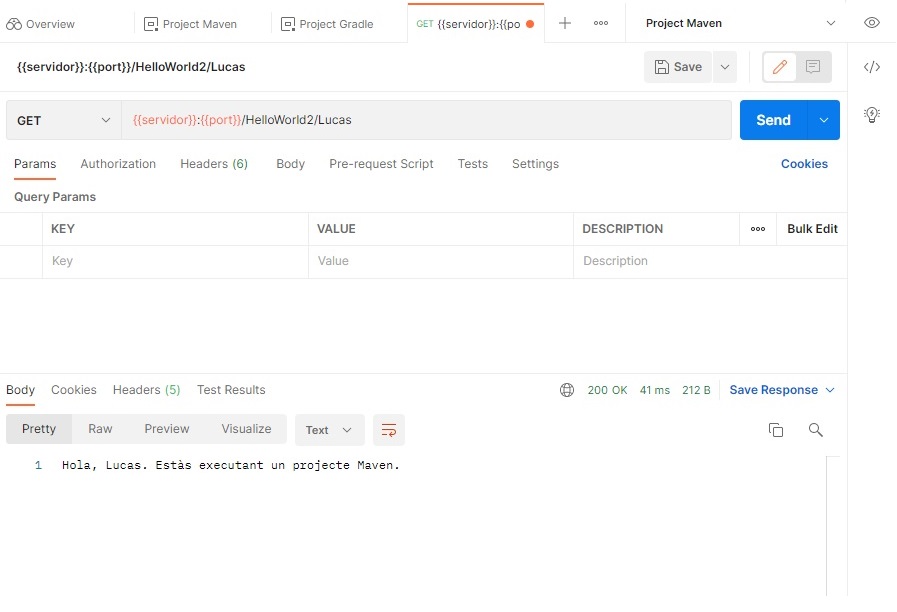 Overview Project Maven Project Gradle GET {{servidor}:{{po Project Maven
{{servidor}}:{{port}}/HelloWorld2/Lucas Save
GET {{servidor}}:{{port}}/HelloWorld2/Lucas Send
Params Authorization Headers (6) Body Pre-request Script Tests Settings Cookies
Query Params
KEY VALUE DESCRIPTION Bulk Edit
Key Value Description
Body Cookies Headers (5) Test Results 200 OK 41 ms 212 B Save Response
Pretty Raw Preview Visualize Text
1 Hola, Lucas. Estàs executant un projecte Maven.